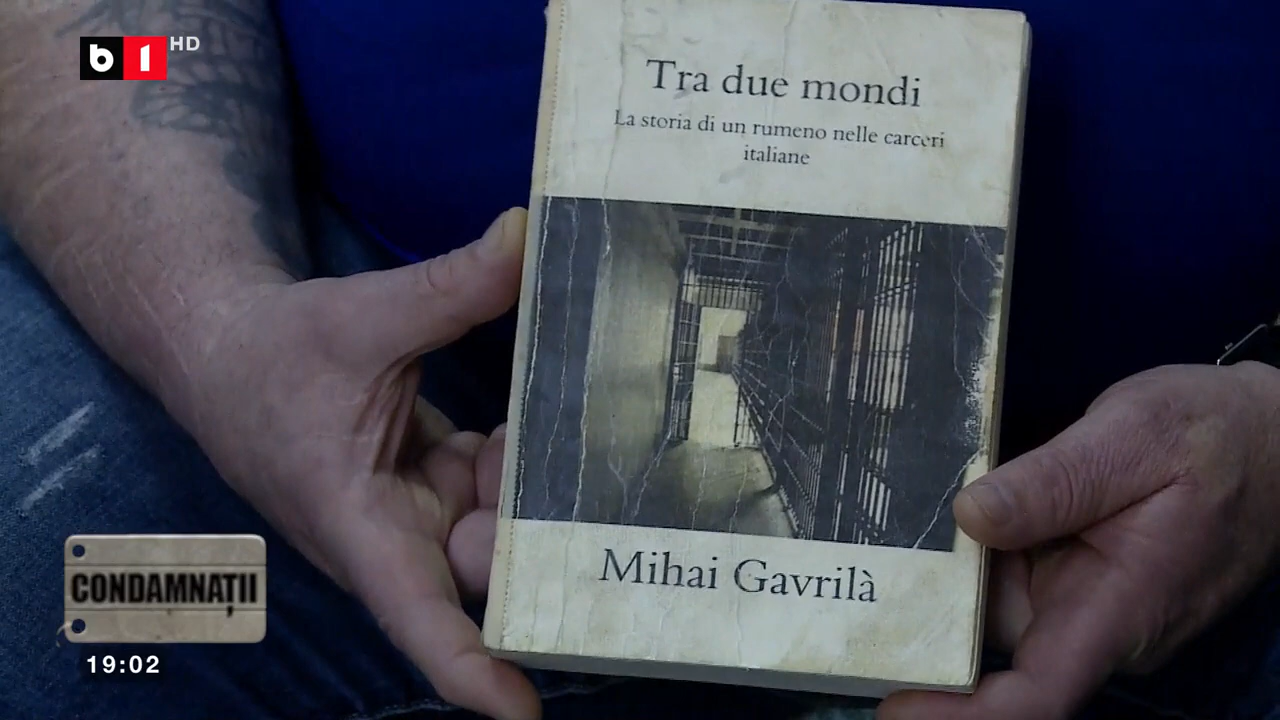 b1 HD
Tra due mondi
La storia di un rumeno nelle carceri
italiane
Mihai Gavrilà
CONDAMNAȚII
19:02